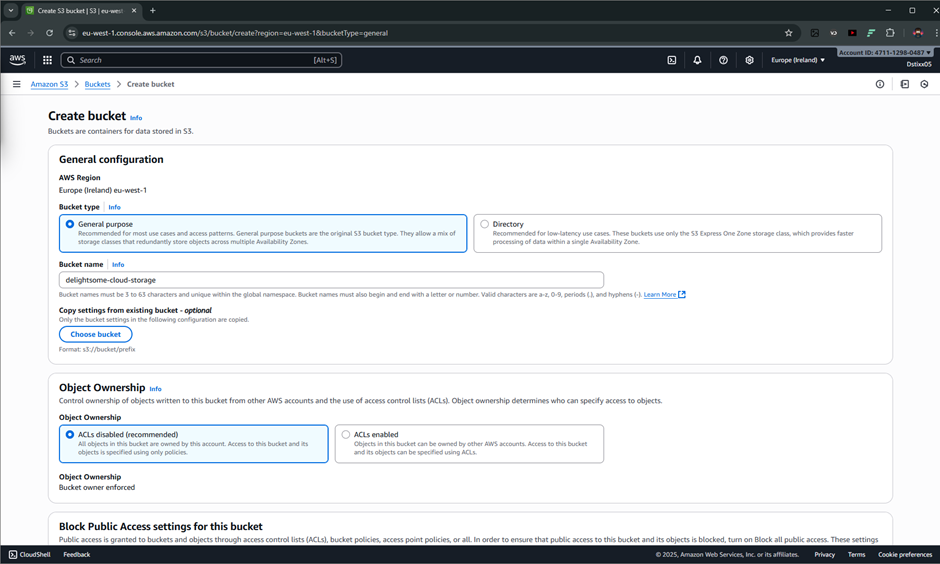 Create S3 bucket | S3 | eu-west-1
eu-west-1.console.aws.amazon.com/s3/bucket/create?region=eu-west-1&bucketType=general
aws
Search
[Alt+S]
Europe (Ireland) ▼
Account ID: 4711-1298-0487 ▼
Dstixx05
Amazon S3 > Buckets > Create bucket
Create bucket Info
Buckets are containers for data stored in S3.
General configuration
AWS Region
Europe (Ireland) eu-west-1
Bucket type Info
General purpose
Recommended for most use cases and access patterns. General purpose buckets are the original S3 bucket type. They allow a mix of
storage classes that redundantly store objects across multiple Availability Zones.
Directory
Recommended for low-latency use cases. These buckets use only the S3 Express One Zone storage class, which provides faster
processing of data within a single Availability Zone.
Bucket name Info
delightsome-cloud-storage
Bucket names must be 3 to 63 characters and unique within the global namespace. Bucket names must also begin and end with a letter or number. Valid characters are a-z, 0-9, periods (.), and hyphens (-). Learn More
Copy settings from existing bucket - optional
Only the bucket settings in the following configuration are copied.
Choose bucket
Format: s3://bucket/prefix
Object Ownership Info
Control ownership of objects written to this bucket from other AWS accounts and the use of access control lists (ACLs). Object ownership determines who can specify access to objects.
Object Ownership
ACLs disabled (recommended)
All objects in this bucket are owned by this account. Access to this bucket and its
objects is specified using only policies.
ACLs enabled
Objects in this bucket can be owned by other AWS accounts. Access to this bucket
and its objects can be specified using ACLs.
Object Ownership
Bucket owner enforced
Block Public Access settings for this bucket
Public access is granted to buckets and objects through access control lists (ACLs), bucket policies, access point policies, or all. In order to ensure that public access to this bucket and its objects is blocked, turn on Block all public access. These settings
CloudShell
Feedback
© 2025, Amazon Web Services, Inc. or its affiliates.
Privacy
Terms
Cookie preferences